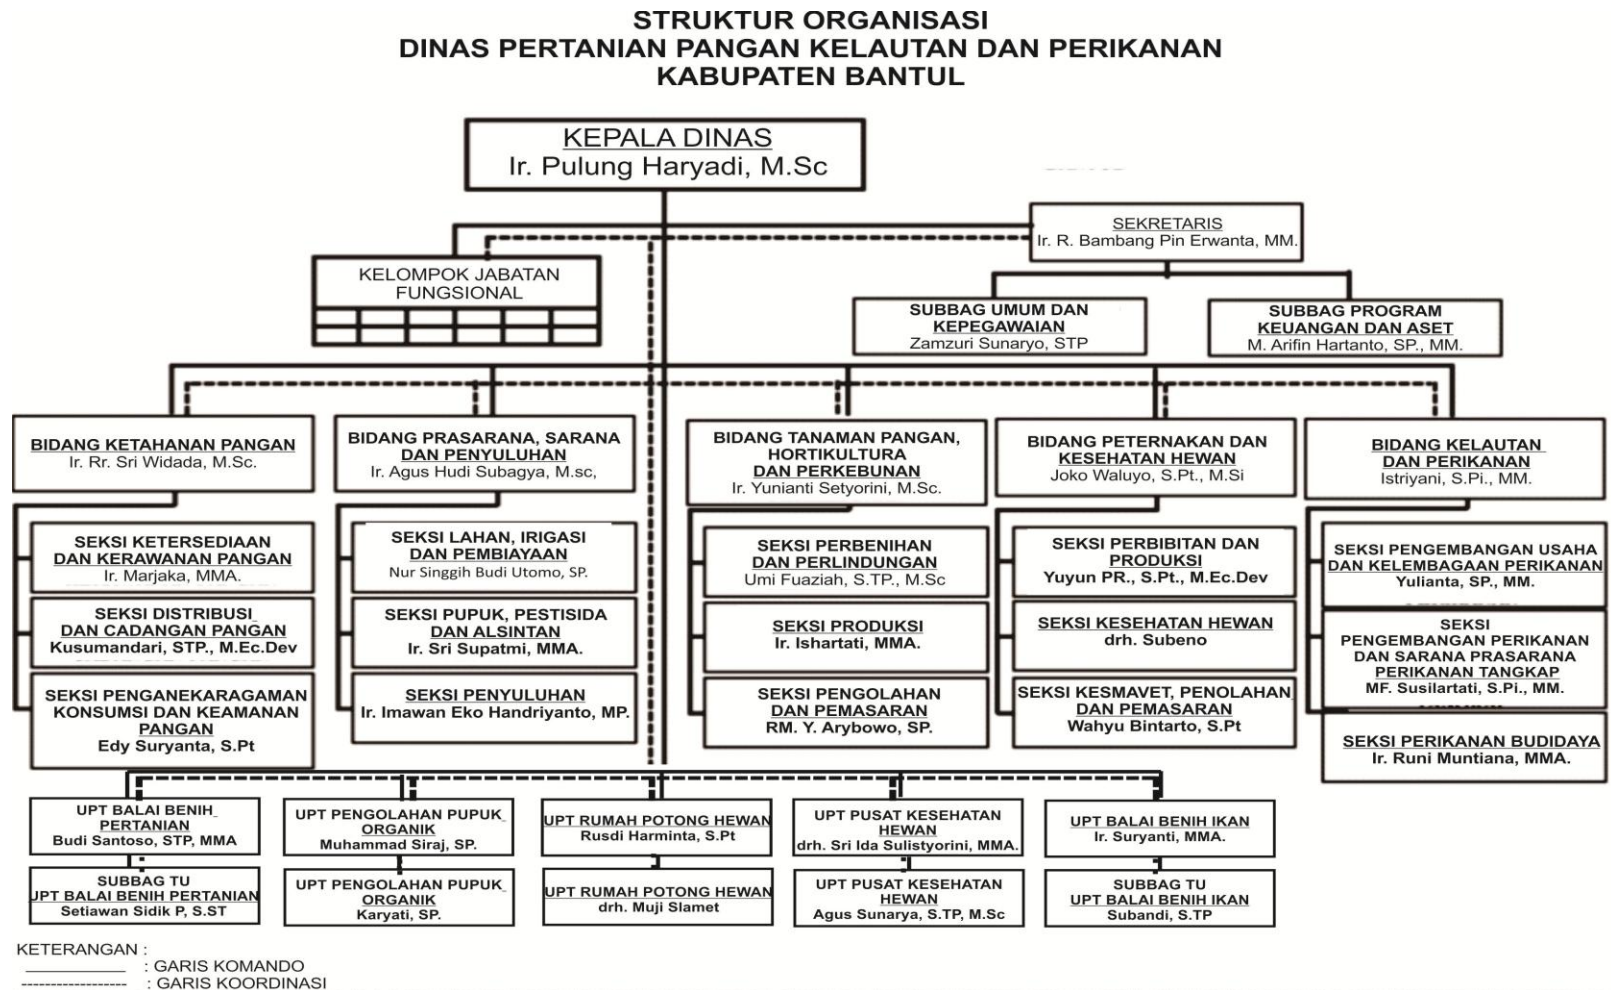 STRUKTUR ORGANISASI
DINAS PERTANIAN PANGAN KELAUTAN DAN PERIKANAN
KABUPATEN BANTUL
KEPALA DINAS
Ir. Pulung Haryadi, M.Sc
SEKRETARIS
Ir. R. Bambang Pin Erwanta, MM.
KELOMPOK JABATAN
FUNGSIONAL
SUBBAG UMUM DAN
KEPEGAWAIAN
Zamzuri Sunaryo, STP
SUBBAG PROGRAM
KEUANGAN DAN ASET
M. Arifin Hartanto, SP., MM.
BIDANG KETAHANAN PANGAN
Ir. Rr. Sri Widada, M.Sc.
BIDANG PRASARANA, SARANA
DAN PENYULUHAN
Ir. Agus Hudi Subagya, M.sc,
BIDANG TANAMAN PANGAN,
HORTIKULTURA
DAN PERKEBUNAN
Ir. Yunianti Setyorini, M.Sc.
BIDANG PETERNAKAN DAN
KESEHATAN HEWAN
Joko Waluyo, S.Pt., M.Si
BIDANG KELAUTAN
DAN PERIKANAN
Istriyani, S.Pi., MM.
SEKSI KETERSEDIAAN
DAN KERAWANAN PANGAN
Ir. Marjaka, MMA.
SEKSI DISTRIBUSI
DAN CADANGAN PANGAN
Kusumandari, STP., M.Ec.Dev
SEKSI PENGANEKARAGAMAN
KONSUMSI DAN KEAMANAN
PANGAN
Edy Suryanta, S.Pt
SEKSI LAHAN, IRIGASI
DAN PEMBIAYAAN
Nur Singgih Budi Utomo, SP.
SEKSI PUPUK, PESTISIDA
DAN ALSINTAN
Ir. Sri Supatmi, MMA.
SEKSI PENYULUHAN
Ir. Imawan Eko Handriyanto, MP.
SEKSI PERBENIHAN
DAN PERLINDUNGAN
Umi Fuaziah, S.TP., M.Sc
SEKSI PRODUKSI
Ir. Ishartati, MMA.
SEKSI PENGOLAHAN
DAN PEMASARAN
RM. Y. Arybowo, SP.
SEKSI PERBIBITAN DAN
PRODUKSI
Yuyun PR., S.Pt., M.Ec.Dev
SEKSI KESEHATAN HEWAN
drh. Subeno
SEKSI KESMAVET, PENOLAHAN
DAN PEMASARAN
Wahyu Bintarto, S.Pt
SEKSI PENGEMBANGAN USAHA
DAN KELEMBAGAAN PERIKANAN
Yulianta, SP., MM.
SEKSI
PENGEMBANGAN PERIKANAN
DAN SARANA PRASARANA
PERIKANAN TANGKAP
MF. Susilartati, S.Pi., MM.
SEKSI PERIKANAN BUDIDAYA
Ir. Runi Muntiana, MMA.
UPT BALAI BENIH
PERTANIAN
Budi Santoso, STP, MMA
UPT PENGOLAHAN PUPUK
ORGANIK
Muhammad Siraj, SP.
UPT RUMAH POTONG HEWAN
Rusdi Harminta, S.Pt
UPT PUSAT KESEHATAN
HEWAN
drh. Sri Ida Sulistyorini, MMA.
UPT BALAI BENIH IKAN
Ir. Suryanti, MMA.
SUBBAG TU
UPT BALAI BENIH PERTANIAN
Setiawan Sidik P, S.ST
UPT PENGOLAHAN PUPUK
ORGANIK
Karyati, SP.
UPT RUMAH POTONG HEWAN
drh. Muji Slamet
UPT PUSAT KESEHATAN
HEWAN
Agus Sunarya, S.TP, M.Sc
SUBBAG TU
UPT BALAI BENIH IKAN
Subandi, S.TP
KETERANGAN :
: GARIS KOMANDO
: GARIS KOORDINASI